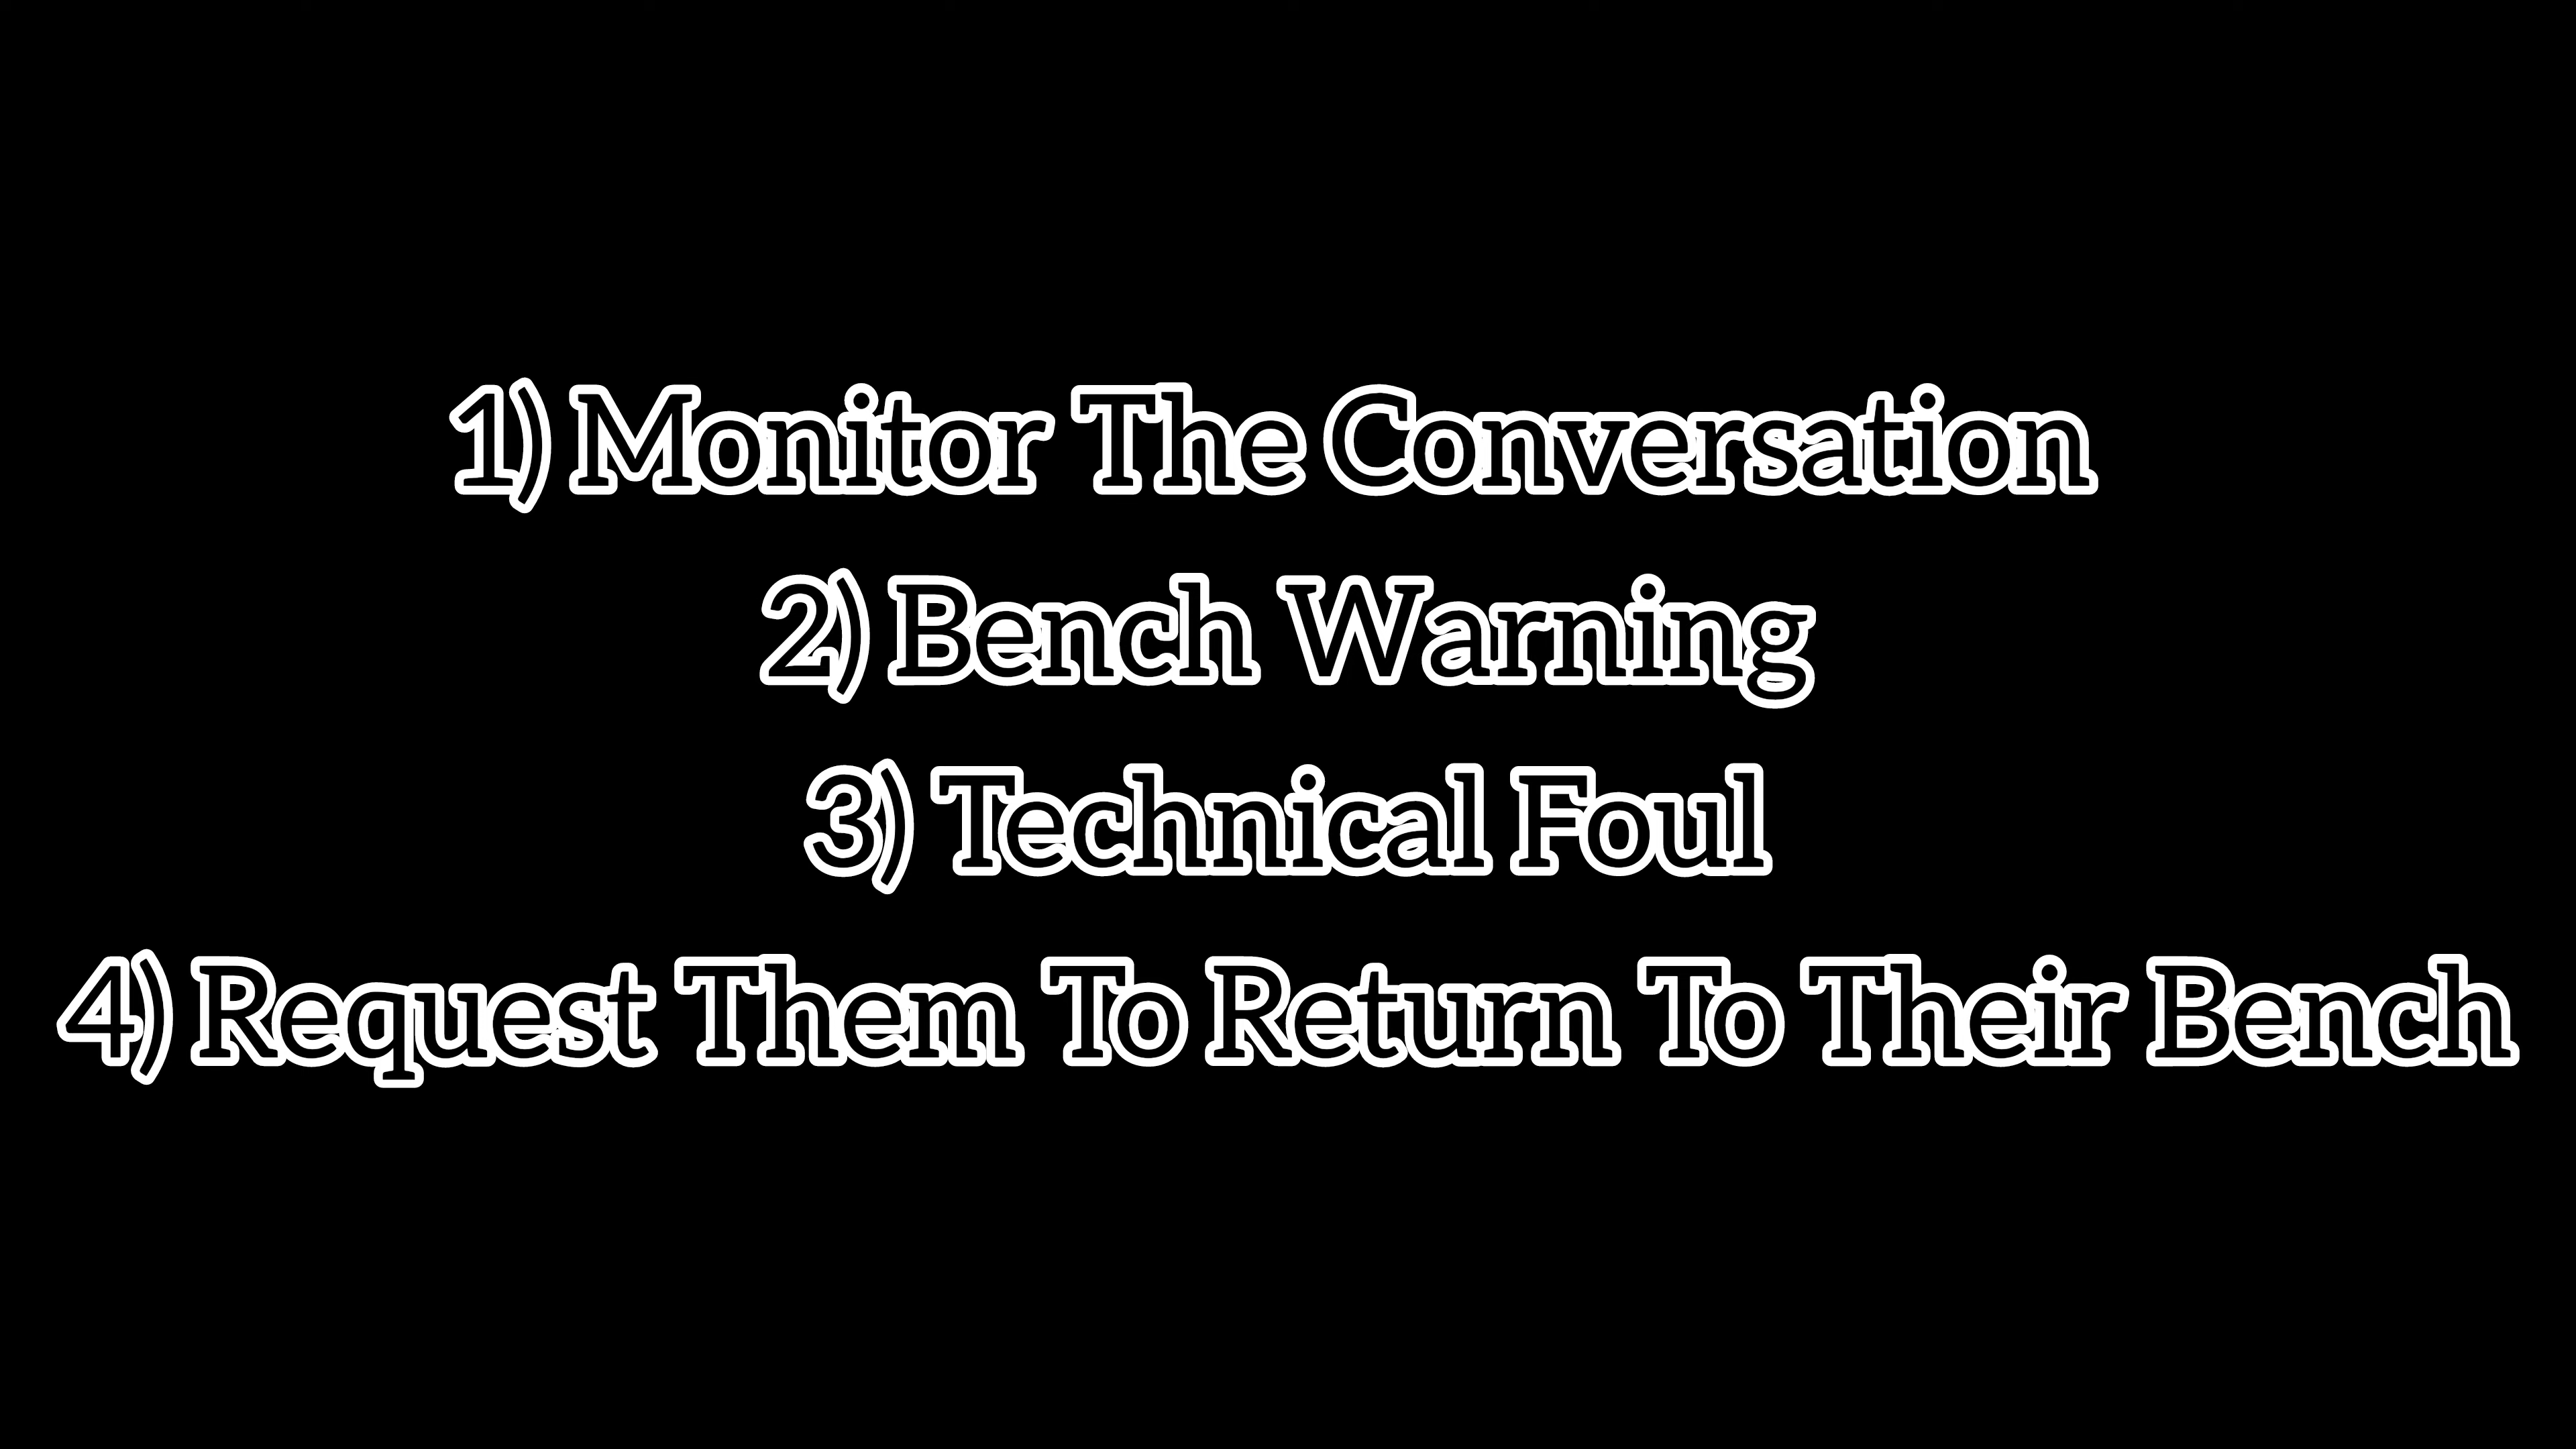 1) Monitor The Conversation
2) Bench Warning
3) Technical Foul
4) Request Them To Return To Their Bench